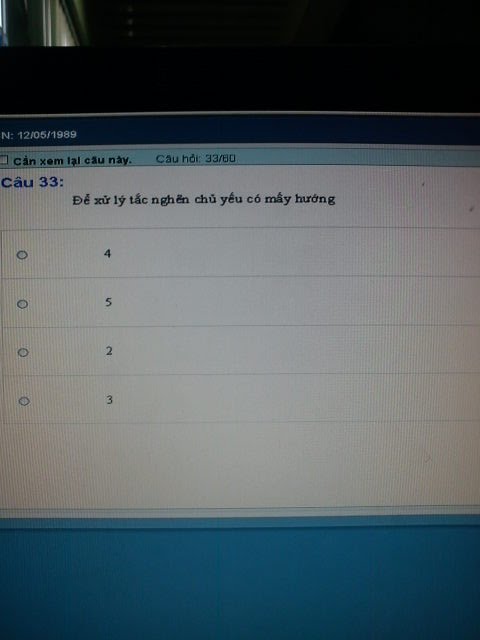 N: 12/05/1989
Cần xem lại câu này. Câu hỏi: 33/60
Câu 33:
Để xử lý tắc nghẽn chủ yếu có mấy hướng
4
5
2
3